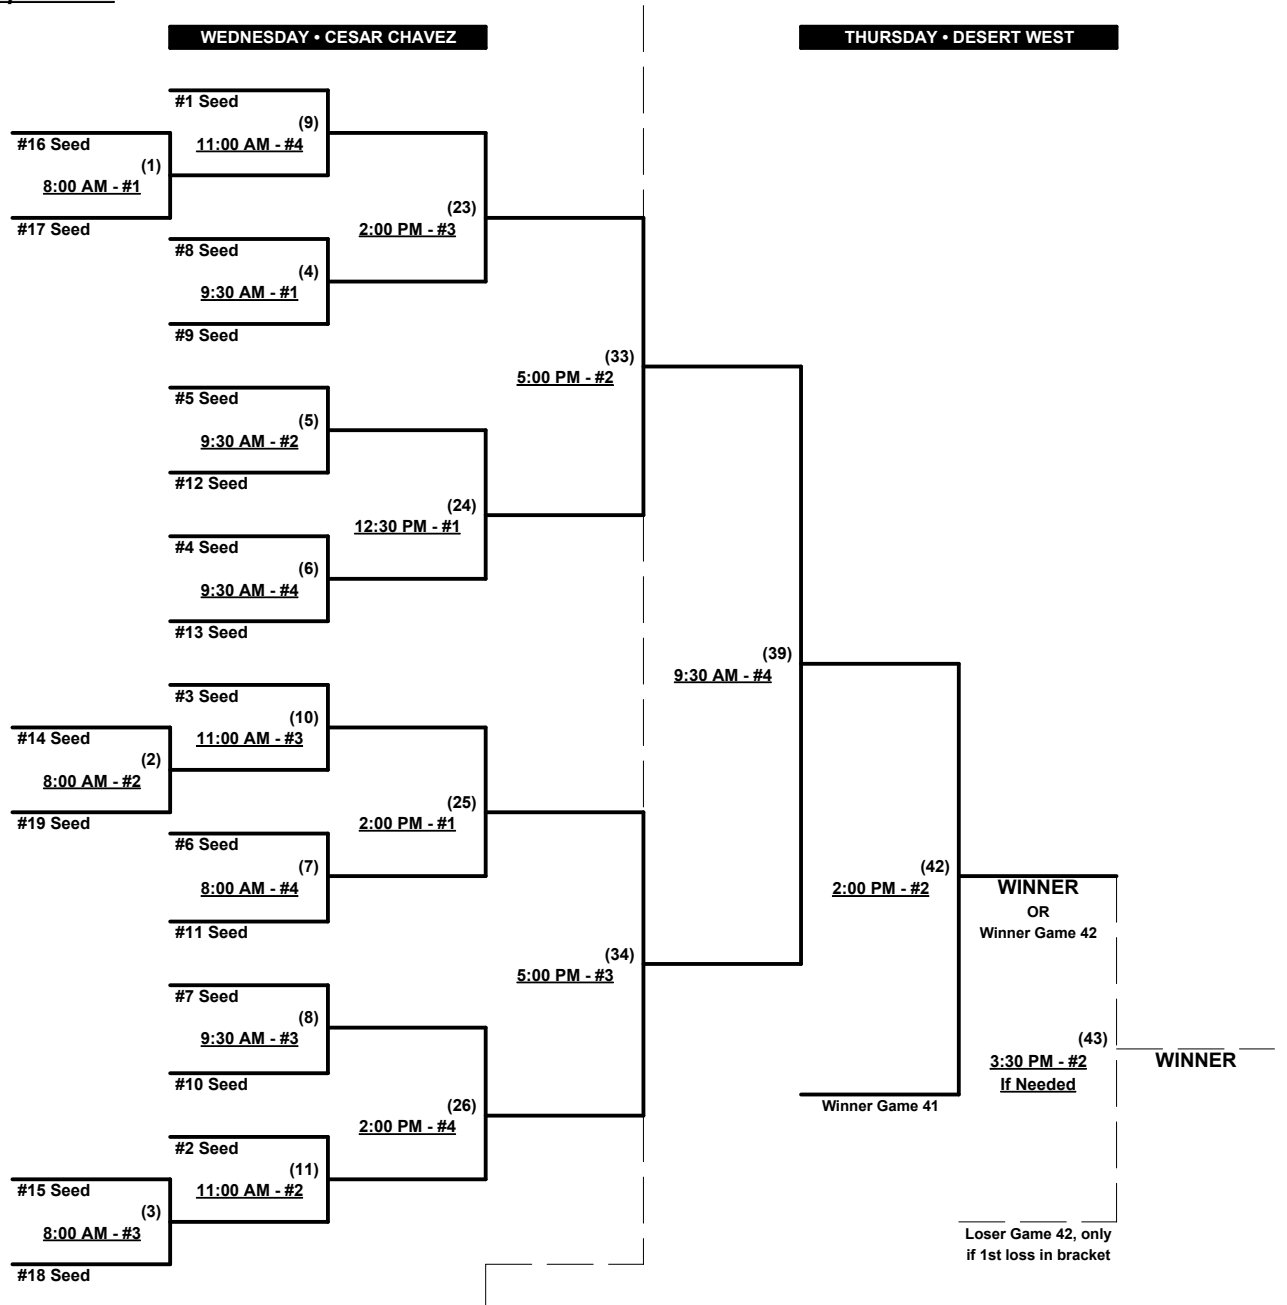 WEDNESDAY • CESAR CHAVEZ
THURSDAY • DESERT WEST
#1 Seed
(9)
11:00 AM - #4
#16 Seed
(1)
8:00 AM - #1
#17 Seed
(23)
2:00 PM - #3
#8 Seed
(4)
9:30 AM - #1
#9 Seed
(33)
5:00 PM - #2
#5 Seed
(5)
9:30 AM - #2
#12 Seed
(24)
12:30 PM - #1
#4 Seed
(6)
9:30 AM - #4
#13 Seed
(39)
9:30 AM - #4
#3 Seed
(10)
11:00 AM - #3
#14 Seed
(2)
8:00 AM - #2
#19 Seed
(25)
2:00 PM - #1
#6 Seed
(7)
8:00 AM - #4
#11 Seed
(42)
2:00 PM - #2
WINNER
OR
Winner Game 42
(34)
5:00 PM - #3
#7 Seed
(8)
9:30 AM - #3
#10 Seed
(43)
3:30 PM - #2
If Needed
WINNER
Winner Game 41
(26)
2:00 PM - #4
#2 Seed
(11)
11:00 AM - #2
#15 Seed
(3)
8:00 AM - #3
#18 Seed
Loser Game 42, only
if 1st loss in bracket